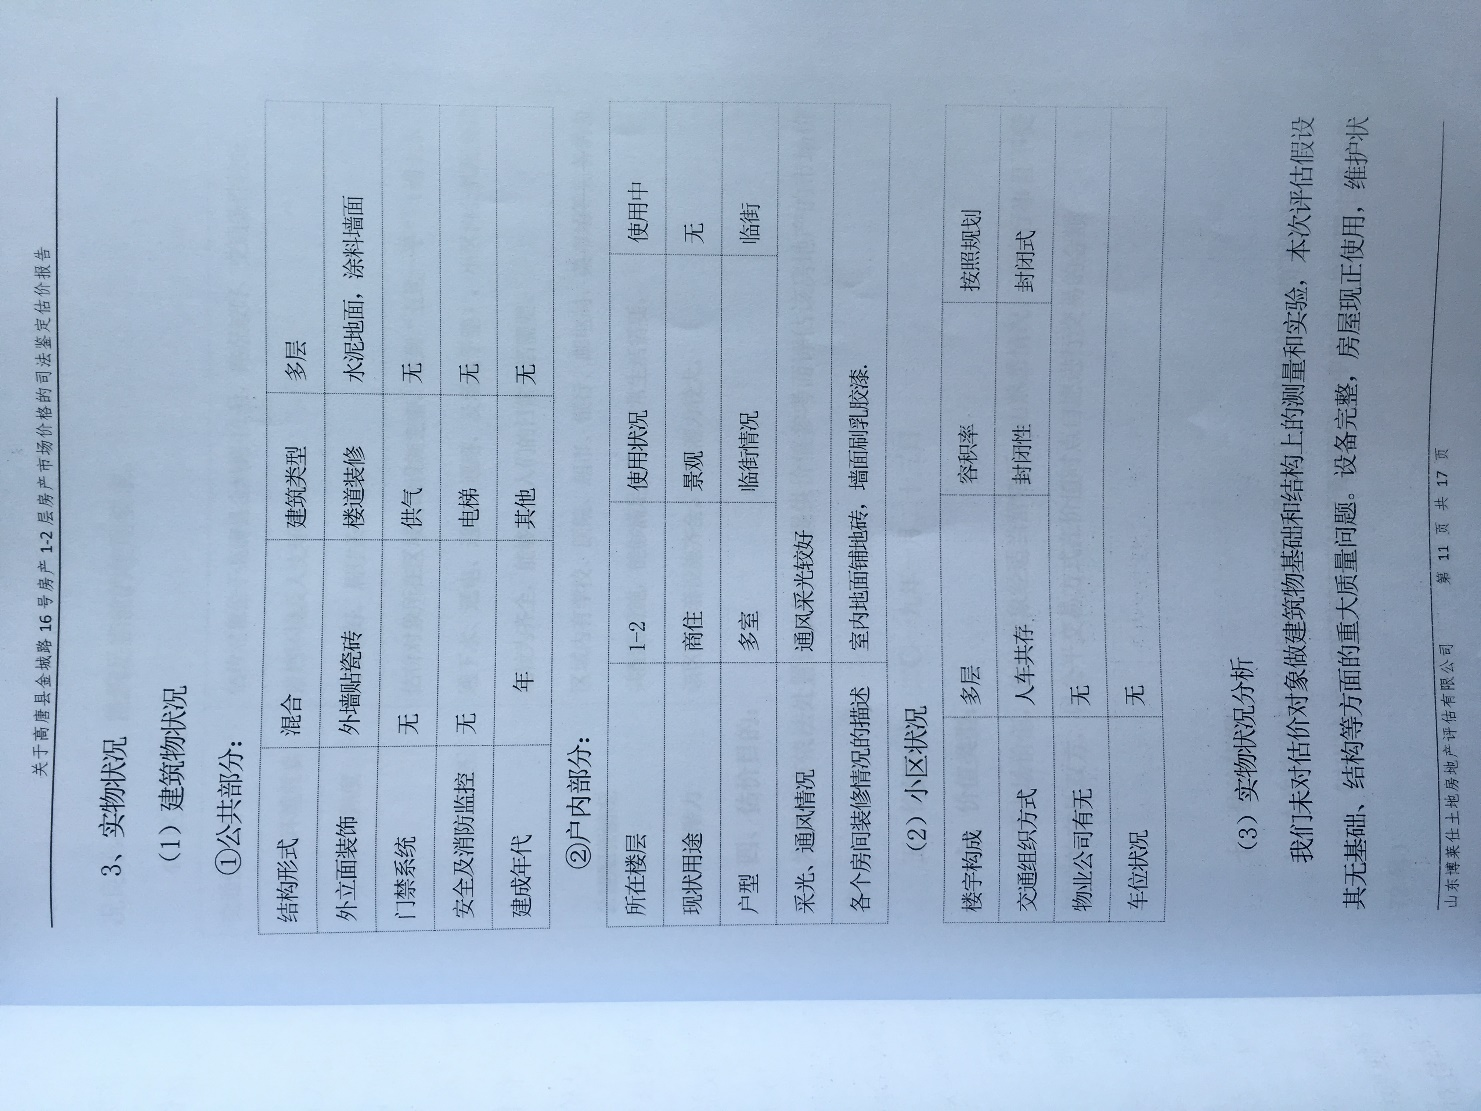 关于高唐县金城路 16 号房产 1-2 层房产市场价格的司法鉴定估价报告
3、实物状况
（1）建筑物状况
①公共部分：
结构形式 混合 建筑类型 多层
外立面装饰 外墙贴瓷砖 楼道装修 水泥地面，涂料墙面
门禁系统 无 供气 无
安全及消防监控 无 电梯 无
建成年代 年 其他 无
②户内部分：
所在楼层 1-2 使用状况 使用中
现状用途 商住 景观 无
户型 多室 临街情况 临街
采光、通风情况 通风采光较好
各个房间装修情况的描述 室内地面铺地砖，墙面刷乳胶漆.
（2）小区状况
楼宇构成 多层 容积率 按照规划
交通组织方式 人车共存 封闭性 封闭式
物业公司有无 无
车位状况 无
（3）实物状况分析
我们未对估价对象做建筑物基础和结构上的测量和实验，本次评估假设
其无基础、结构等方面的重大质量问题。设备完整，房屋现正使用，维护状
山东博莱仕土地房地产评估有限公司 第 11 页 共 17 页